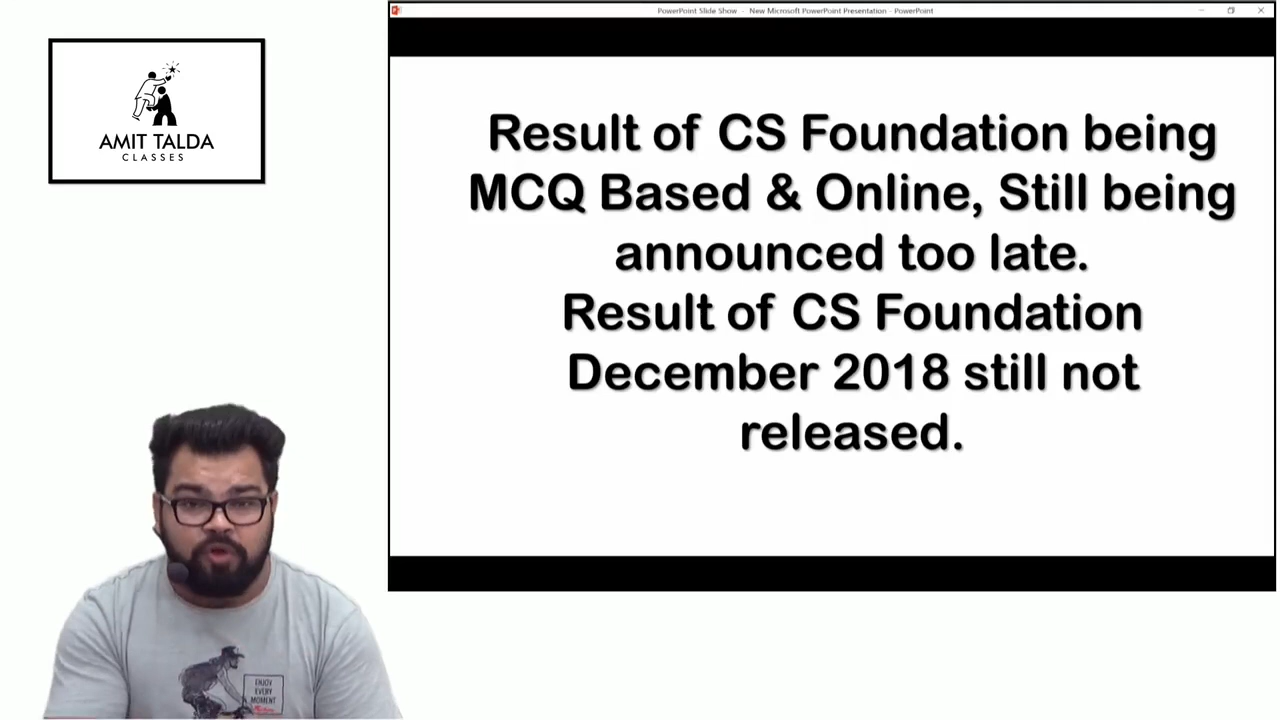 PowerPoint Slide Show - New Microsoft PowerPoint Presentation - PowerPoint
AMIT TALDA
CLASSES
Result of CS Foundation being
MCQ Based & Online, Still being
announced too late.
Result of CS Foundation
December 2018 still not
released.
ENJOY
EVERY
MOMENT